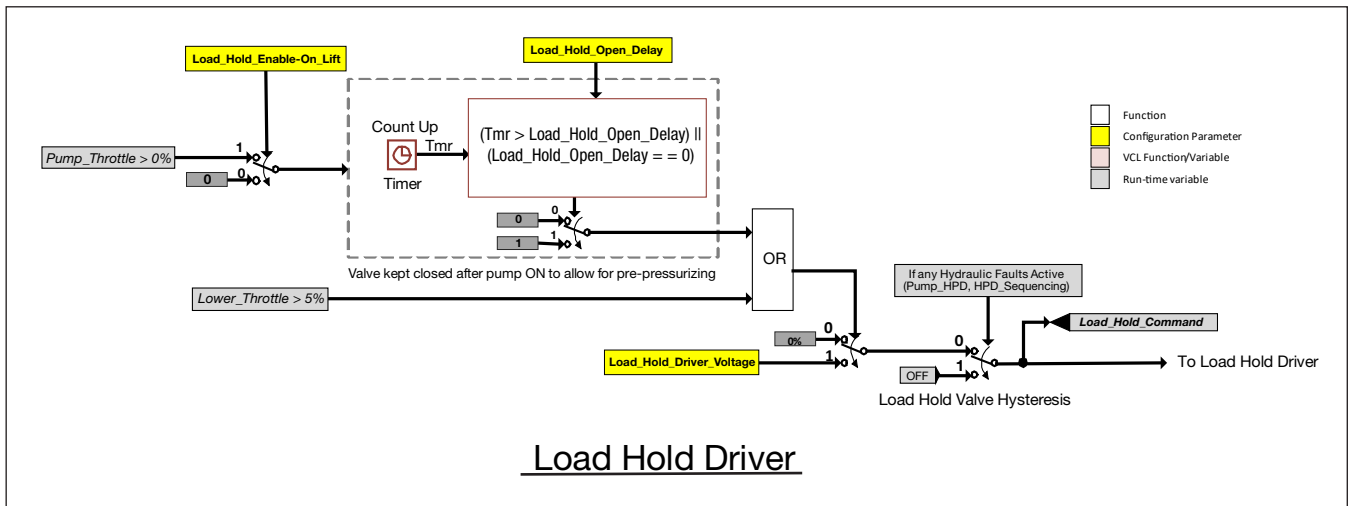 Load_Hold_Enable-On_Lift
Load_Hold_Open_Delay
Pump_Throttle > 0%
1
0
0
Count Up
Tmr
Timer
(Tmr > Load_Hold_Open_Delay) ||
(Load_Hold_Open_Delay = = 0)
0
0
1
1
Valve kept closed after pump ON to allow for pre-pressurizing
Function
Configuration Parameter
VCL Function/Variable
Run-time variable
Lower_Throttle > 5%
OR
If any Hydraulic Faults Active
(Pump_HPD, HPD_Sequencing)
0%
0
Load_Hold_Driver_Voltage
1
0
OFF
1
Load_Hold_Command
To Load Hold Driver
Load Hold Valve Hysteresis
Load Hold Driver